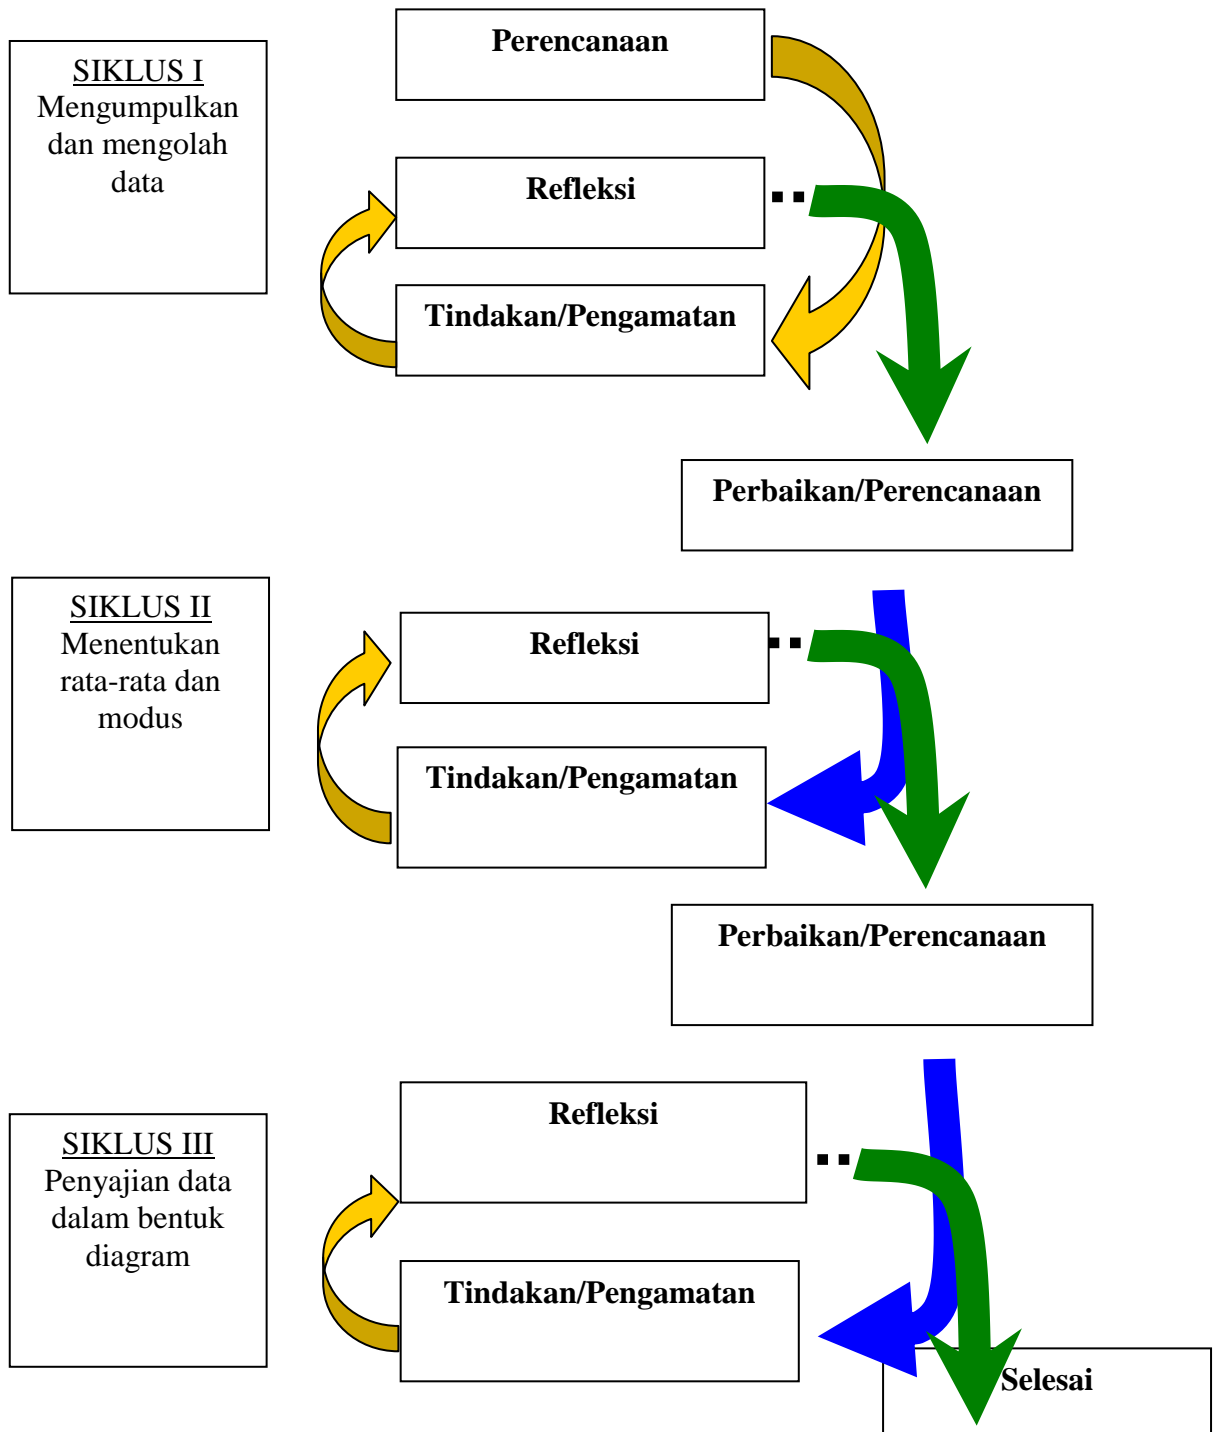 Perencanaan
SIKLUS I
Mengumpulkan
dan mengolah
data
Refleksi
Tindakan/Pengamatan
Perbaikan/Perencanaan
SIKLUS II
Menentukan
rata-rata dan
modus
Refleksi
Tindakan/Pengamatan
Perbaikan/Perencanaan
Refleksi
SIKLUS III
Penyajian data
dalam bentuk
diagram
Tindakan/Pengamatan
Selesai